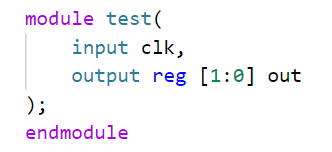 module test(
    input clk,
    output reg [1:0] out
);
endmodule